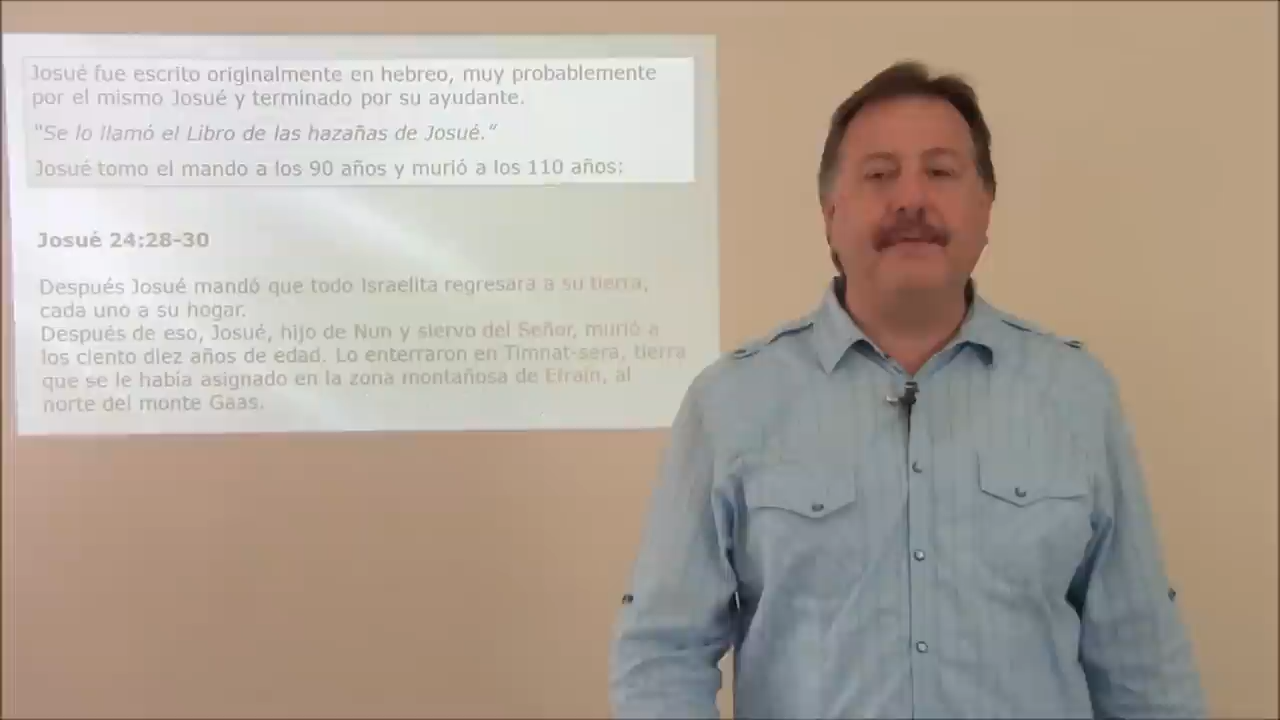 Josué fue escrito originalmente en hebreo, muy probablemente
por el mismo Josué y terminado por su ayudante.
"Se lo llamó el Libro de las hazañas de Josué."
Josué tomo el mando a los 90 años y murió a los 110 años:
Josué 24:28-30
Después Josué mandó que todo israelita regresara a su tierra,
cada uno a su hogar.
Después de eso, Josué, hijo de Nun y siervo del Señor, murió a
los ciento diez años de edad. Lo enterraron en Timnat-sera, tierra
que se le había asignado en la zona montañosa de Efraín, al
norte del monte Gaas.